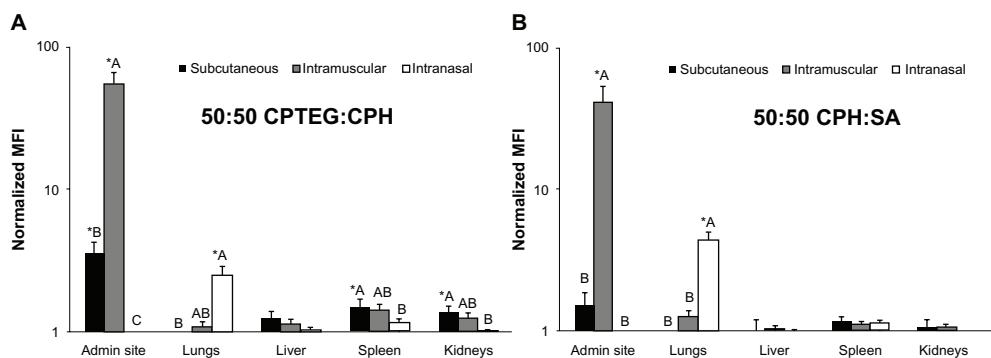 A
Normalized MFI
100
10
1
Subcutaneous Intramuscular Intranasal
50:50 CPTEG:CPH
*B *A C
B AB *A
*A AB B
*A AB B
Admin site Lungs Liver Spleen Kidneys
B
Normalized MFI
100
10
1
Subcutaneous Intramuscular Intranasal
50:50 CPH:SA
B *A B
B B *A
Admin site Lungs Liver Spleen Kidneys